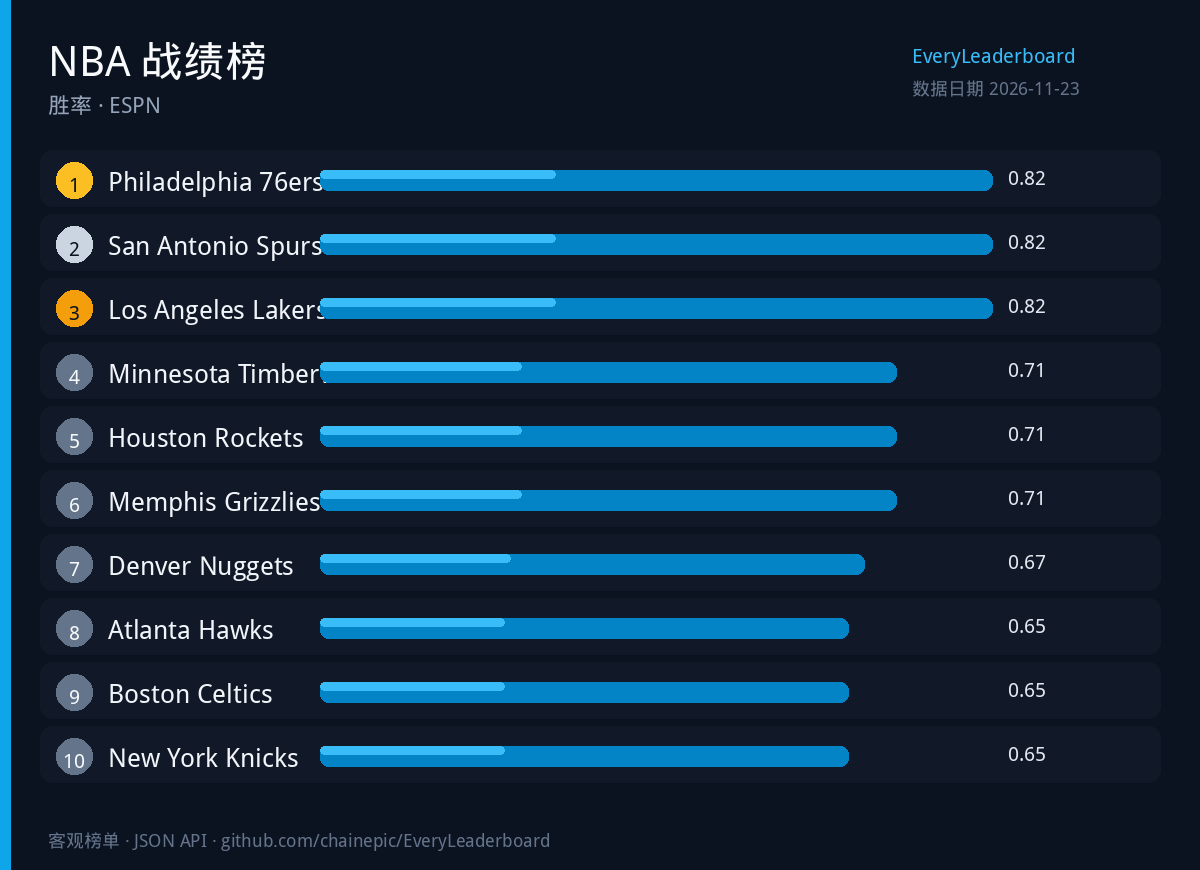 NBA 战绩榜
胜率 · ESPN
EveryLeaderboard
数据日期 2026-11-23
1 Philadelphia 76ers 0.82
2 San Antonio Spurs 0.82
3 Los Angeles Lakers 0.82
4 Minnesota Timber 0.71
5 Houston Rockets 0.71
6 Memphis Grizzlies 0.71
7 Denver Nuggets 0.67
8 Atlanta Hawks 0.65
9 Boston Celtics 0.65
10 New York Knicks 0.65
客观榜单 · JSON API · github.com/chainepic/EveryLeaderboard